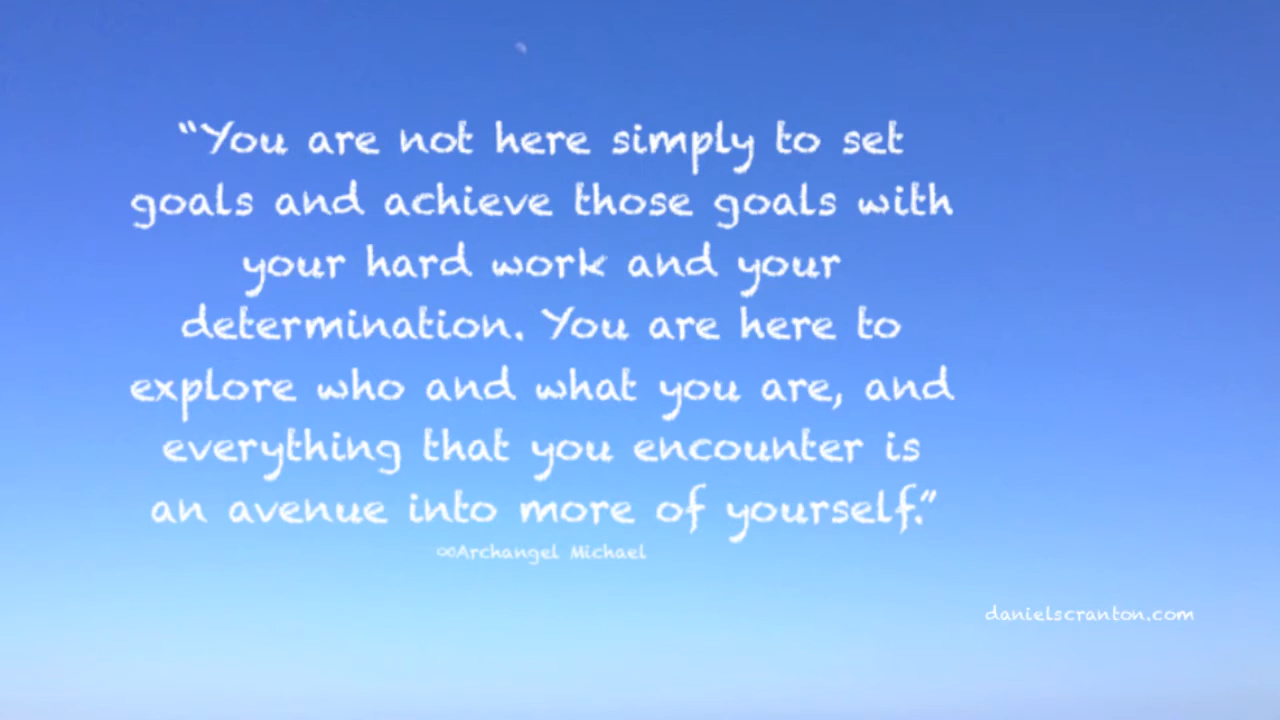 “You are not here simply to set
goals and achieve those goals with
your hard work and your
determination. You are here to
explore who and what you are, and
everything that you encounter is
an avenue into more of yourself.”
∞Archangel Michael
danielscranton.com